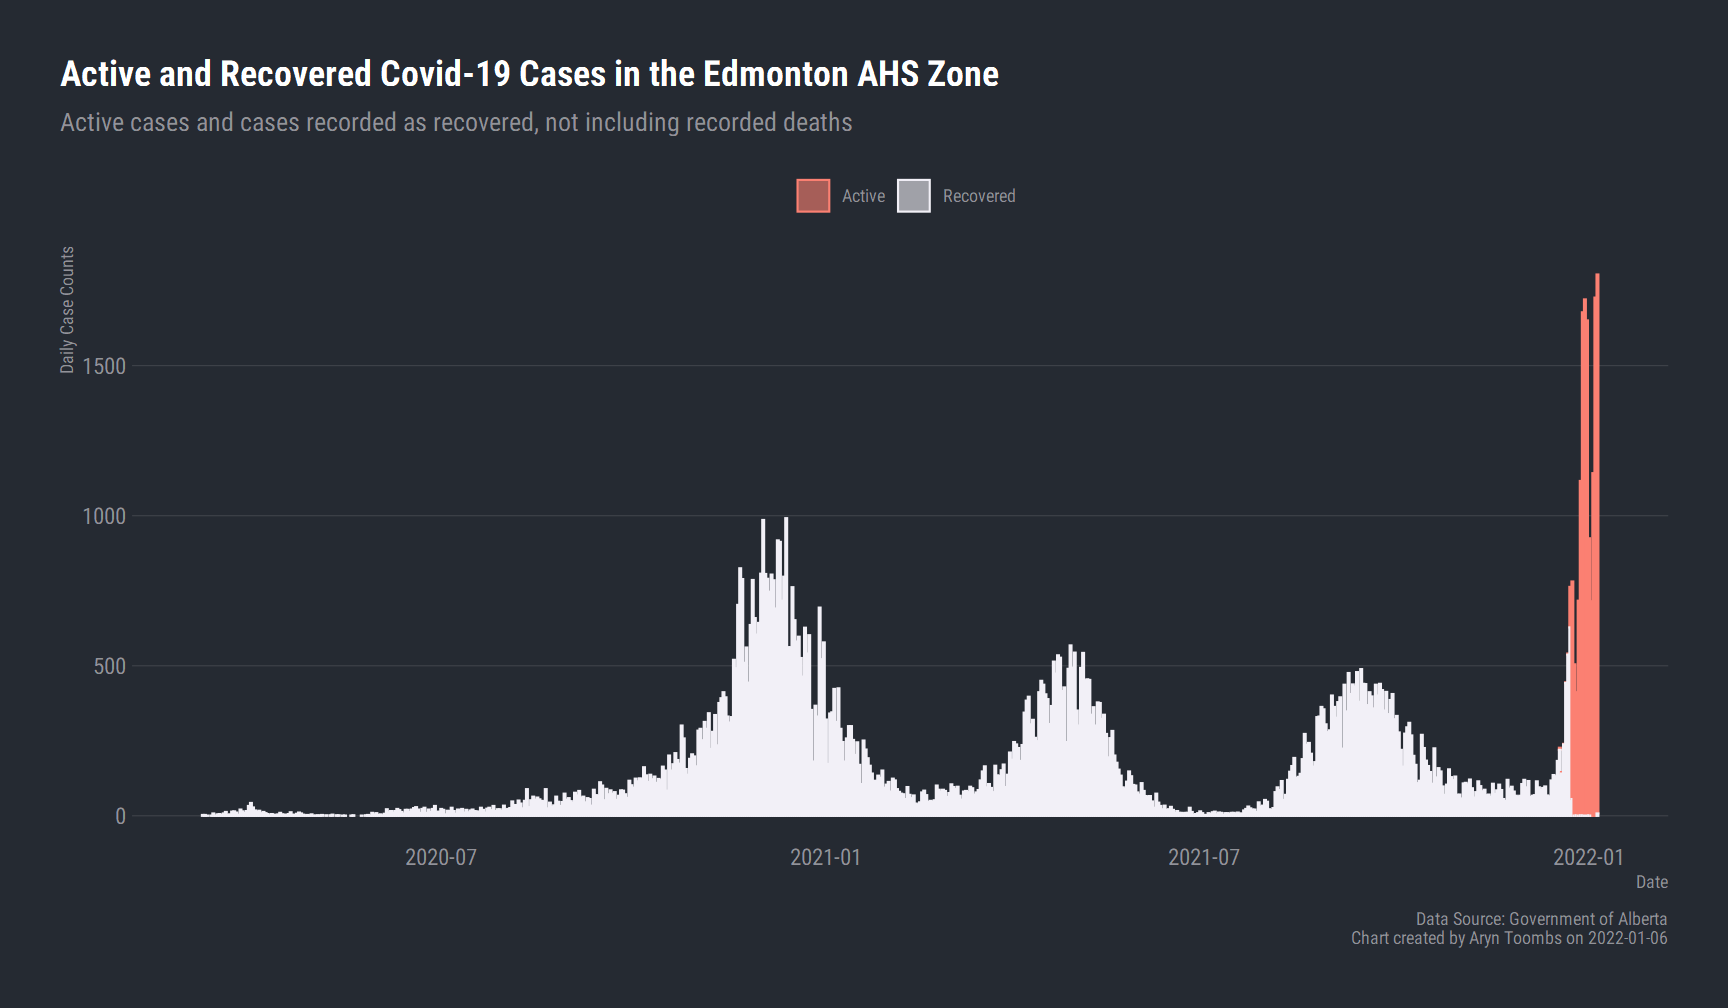 Active and Recovered Covid-19 Cases in the Edmonton AHS Zone
Active cases and cases recorded as recovered, not including recorded deaths
Active
Recovered
Daily Case Counts
1500
1000
500
0
2020-07
2021-01
2021-07
2022-01
Date
Data Source: Government of Alberta
Chart created by Aryn Toombs on 2022-01-06